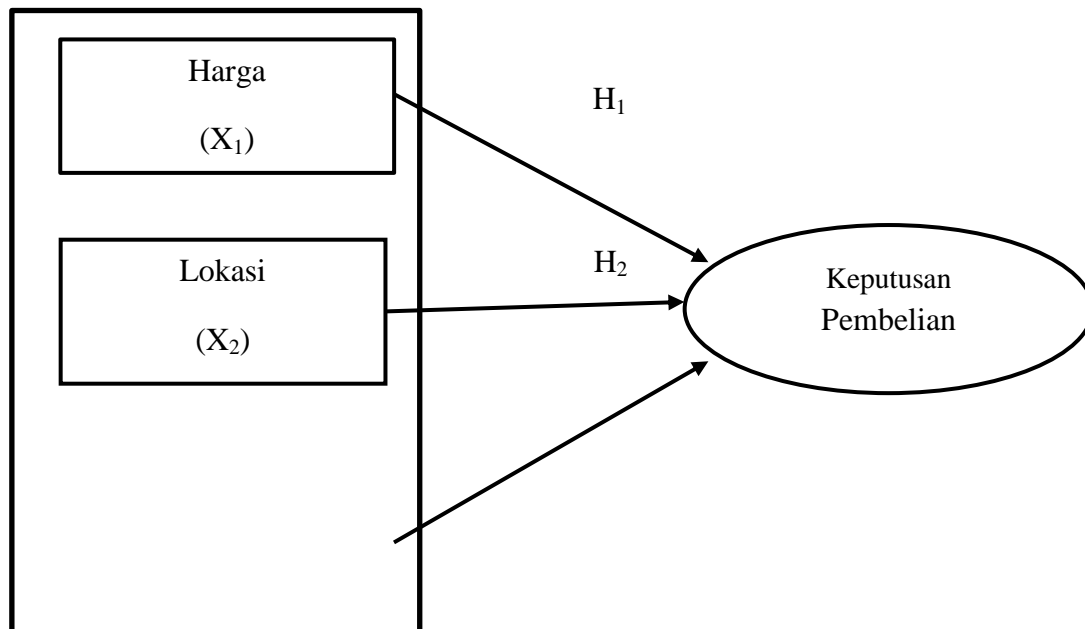 Harga
(X₁)
H₁
Lokasi
(X₂)
H₂
Keputusan
Pembelian